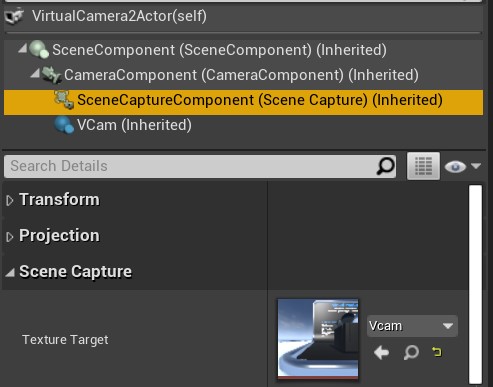 VirtualCamera2Actor(self)
SceneComponent (SceneComponent) (Inherited)
CameraComponent (CameraComponent) (Inherited)
SceneCaptureComponent (Scene Capture) (Inherited)
VCam (Inherited)
Search Details
Transform
Projection
Scene Capture
Texture Target
Vcam